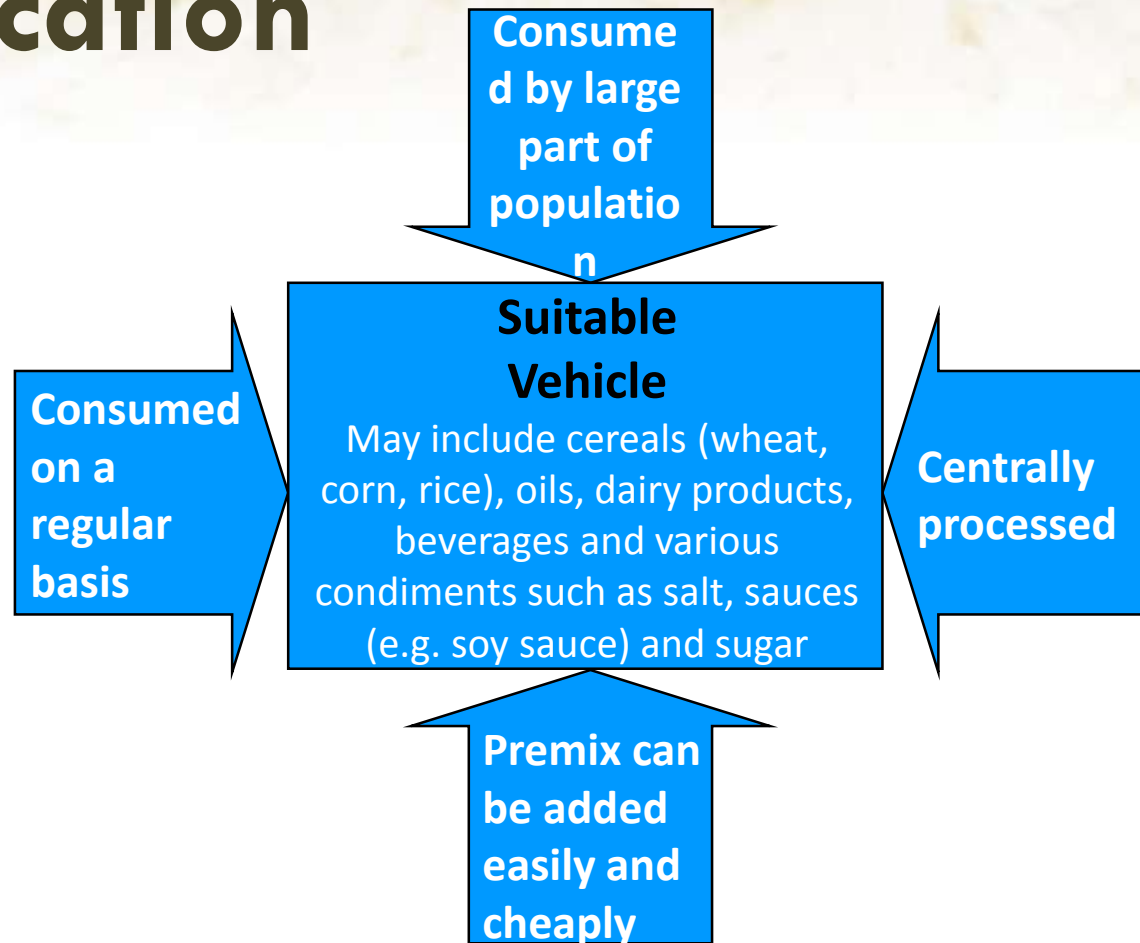 cation
Consume
d by large
part of
populatio
n
Suitable
Vehicle
May include cereals (wheat,
corn, rice), oils, dairy products,
beverages and various
condiments such as salt, sauces
(e.g. soy sauce) and sugar
Consumed
on a
regular
basis
Centrally
processed
Premix can
be added
easily and
cheaply